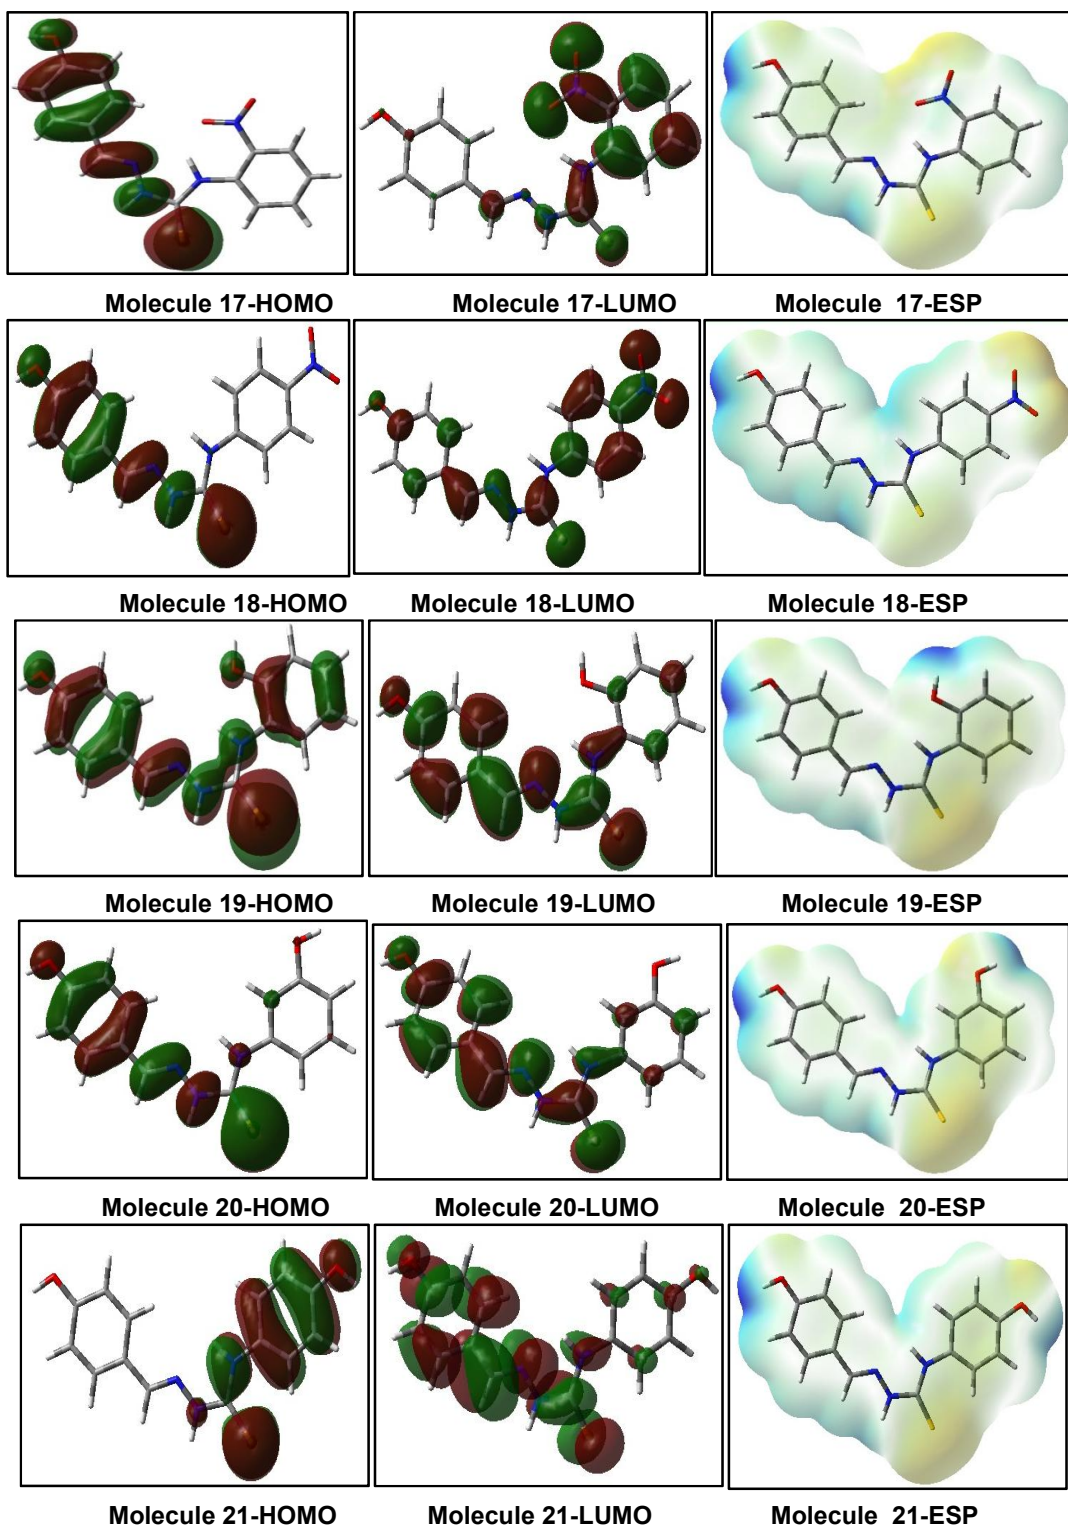 Molecule 17-HOMO Molecule 17-LUMO Molecule 17-ESP
Molecule 18-HOMO Molecule 18-LUMO Molecule 18-ESP
Molecule 19-HOMO Molecule 19-LUMO Molecule 19-ESP
Molecule 20-HOMO Molecule 20-LUMO Molecule 20-ESP
Molecule 21-HOMO Molecule 21-LUMO Molecule 21-ESP